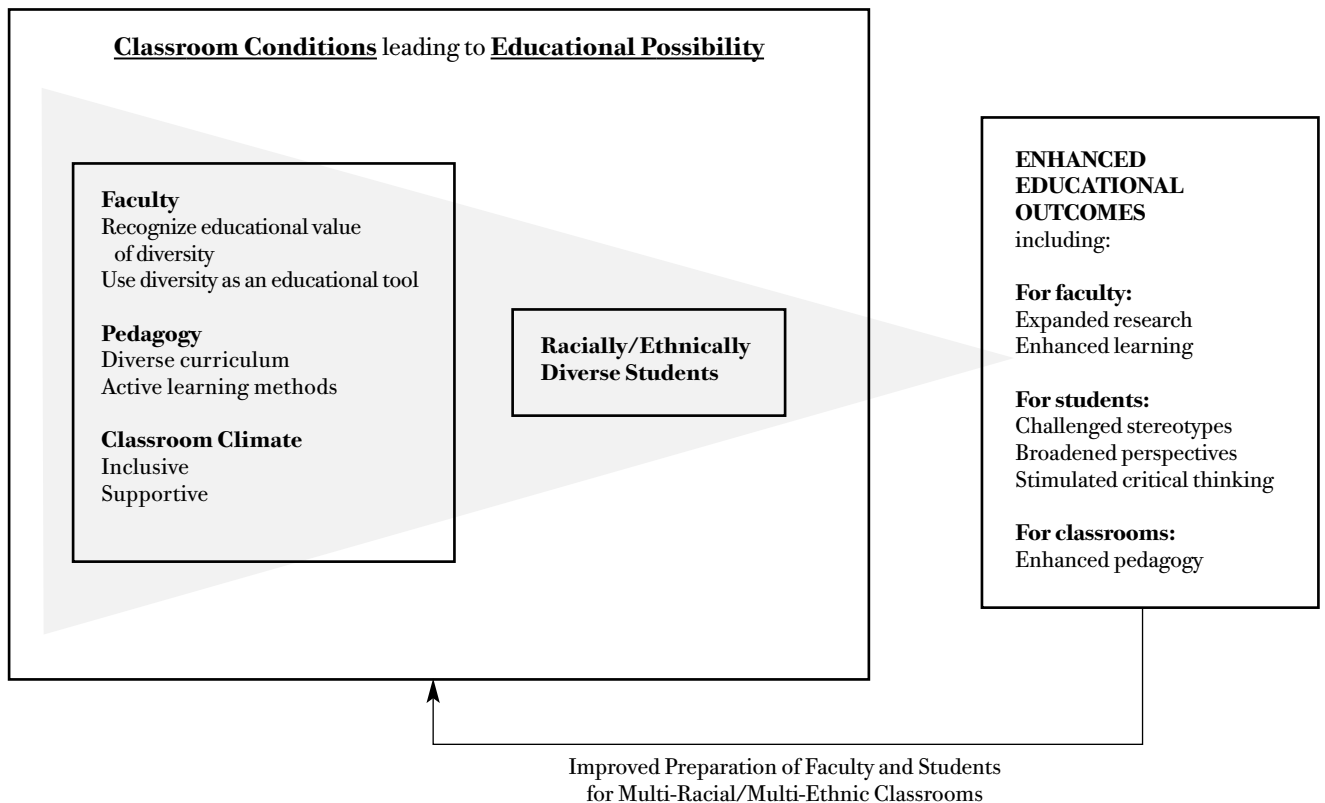 Classroom Conditions leading to Educational Possibility
Faculty
Recognize educational value
of diversity
Use diversity as an educational tool
Pedagogy
Diverse curriculum
Active learning methods
Classroom Climate
Inclusive
Supportive
Racially/Ethnically
Diverse Students
ENHANCED
EDUCATIONAL
OUTCOMES
including:
For faculty:
Expanded research
Enhanced learning
For students:
Challenged stereotypes
Broadened perspectives
Stimulated critical thinking
For classrooms:
Enhanced pedagogy
Improved Preparation of Faculty and Students
for Multi-Racial/Multi-Ethnic Classrooms